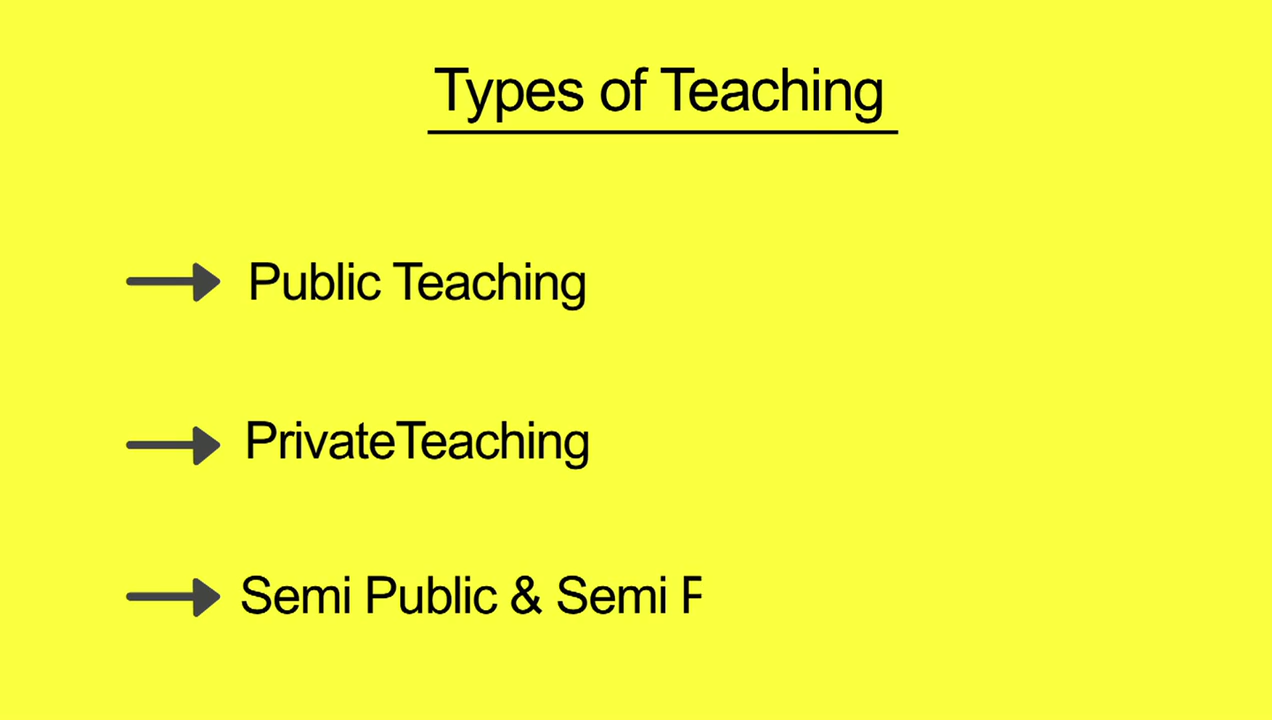 Types of Teaching
Public Teaching
PrivateTeaching
Semi Public & Semi